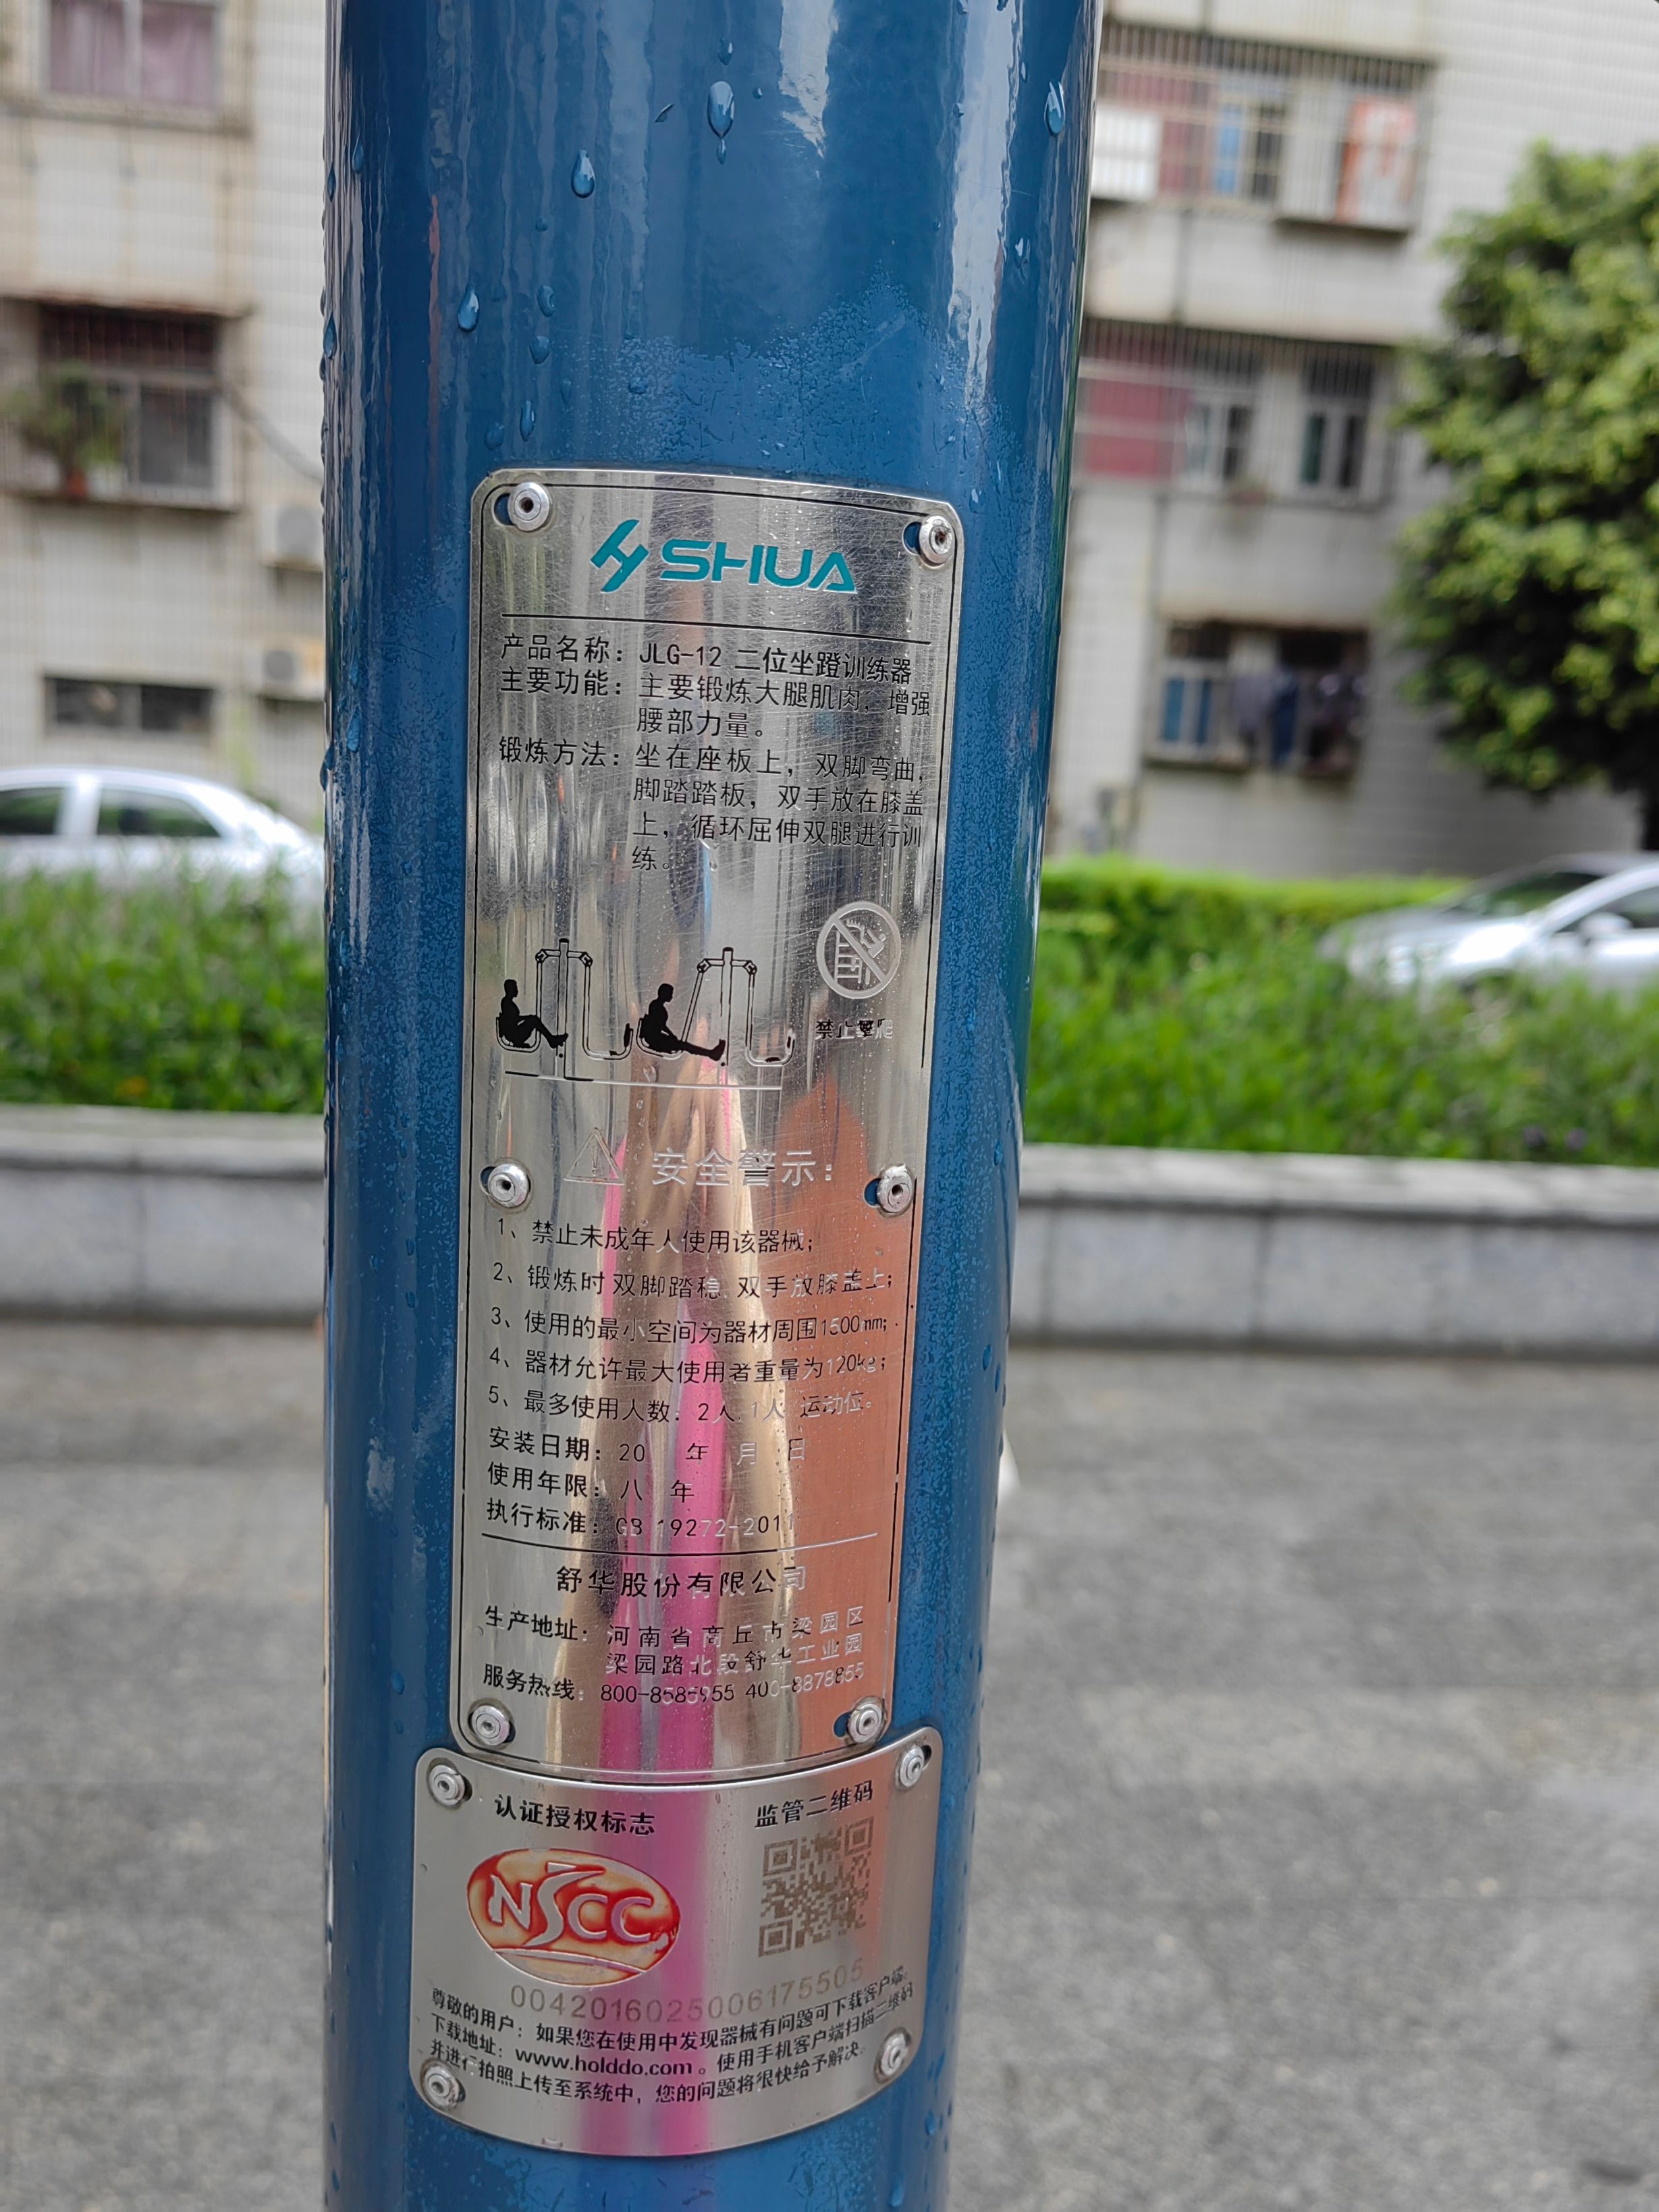 SHUA
产品名称：JLG-12 二位坐蹬训练器
主要功能：主要锻炼大腿肌肉，增强
腰部力量。
锻炼方法：坐在座板上，双脚弯曲，
脚踏踏板，双手放在膝盖
上，循环屈伸双腿进行训
练。
禁止攀爬
安全警示：
1、禁止未成年人使用该器械；
2、锻炼时双脚踏稳 双手放膝盖上；
3、使用的最小空间为器材周围1500mm；
4、器材允许最大使用者重量为120kg；
5、最多使用人数：2人，1人 运动位。
安装日期：20 年 月 日
使用年限：八 年
执行标准：GB 19272-2011
舒华股份有限公司
生产地址：河南省商丘市梁园区
梁园路北段舒华工业园
服务热线：800-8585955 400-8878855
认证授权标志 监管二维码
NSCC
00420160250061755​05
尊敬的用户：如果您在使用中发现器械有问题可下载客户端。
下载地址：www.holddo.com 。使用手机客户端扫描二维码
并进行拍照上传至系统中，您的问题将很快给予解决。